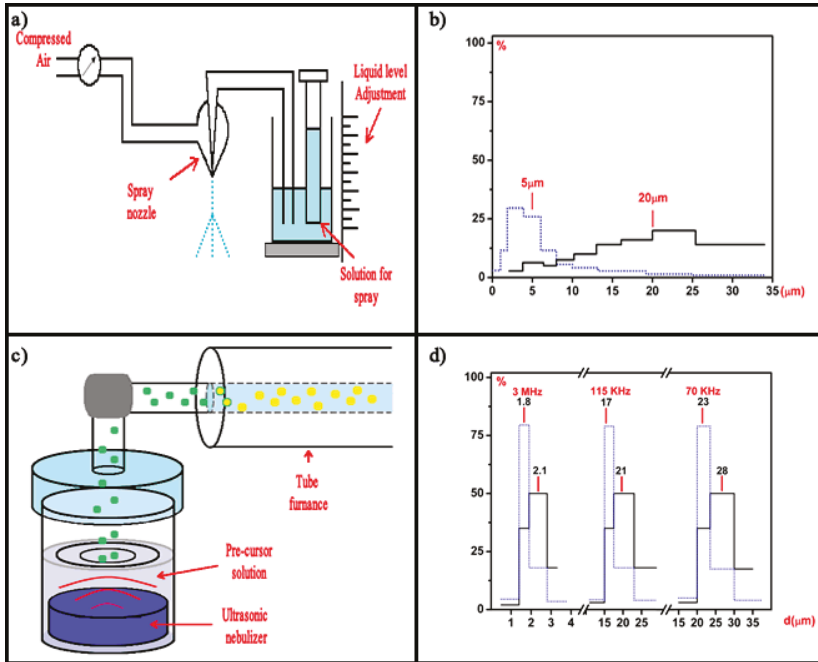 a)
Compressed
Air
Liquid level
Adjustment
Spray
nozzle
Solution for
spray
b)
%
100
75
50
25
0
5μm
20μm
0 5 10 15 20 25 30 35 (μm)
c)
Tube
furnance
Pre-cursor
solution
Ultrasonic
nebulizer
d)
%
100
75
50
25
0
3 MHz 115 KHz 70 KHz
1.8 17 23
2.1 21 28
1 2 3 4 15 20 25 15 20 25 30 35 d(μm)